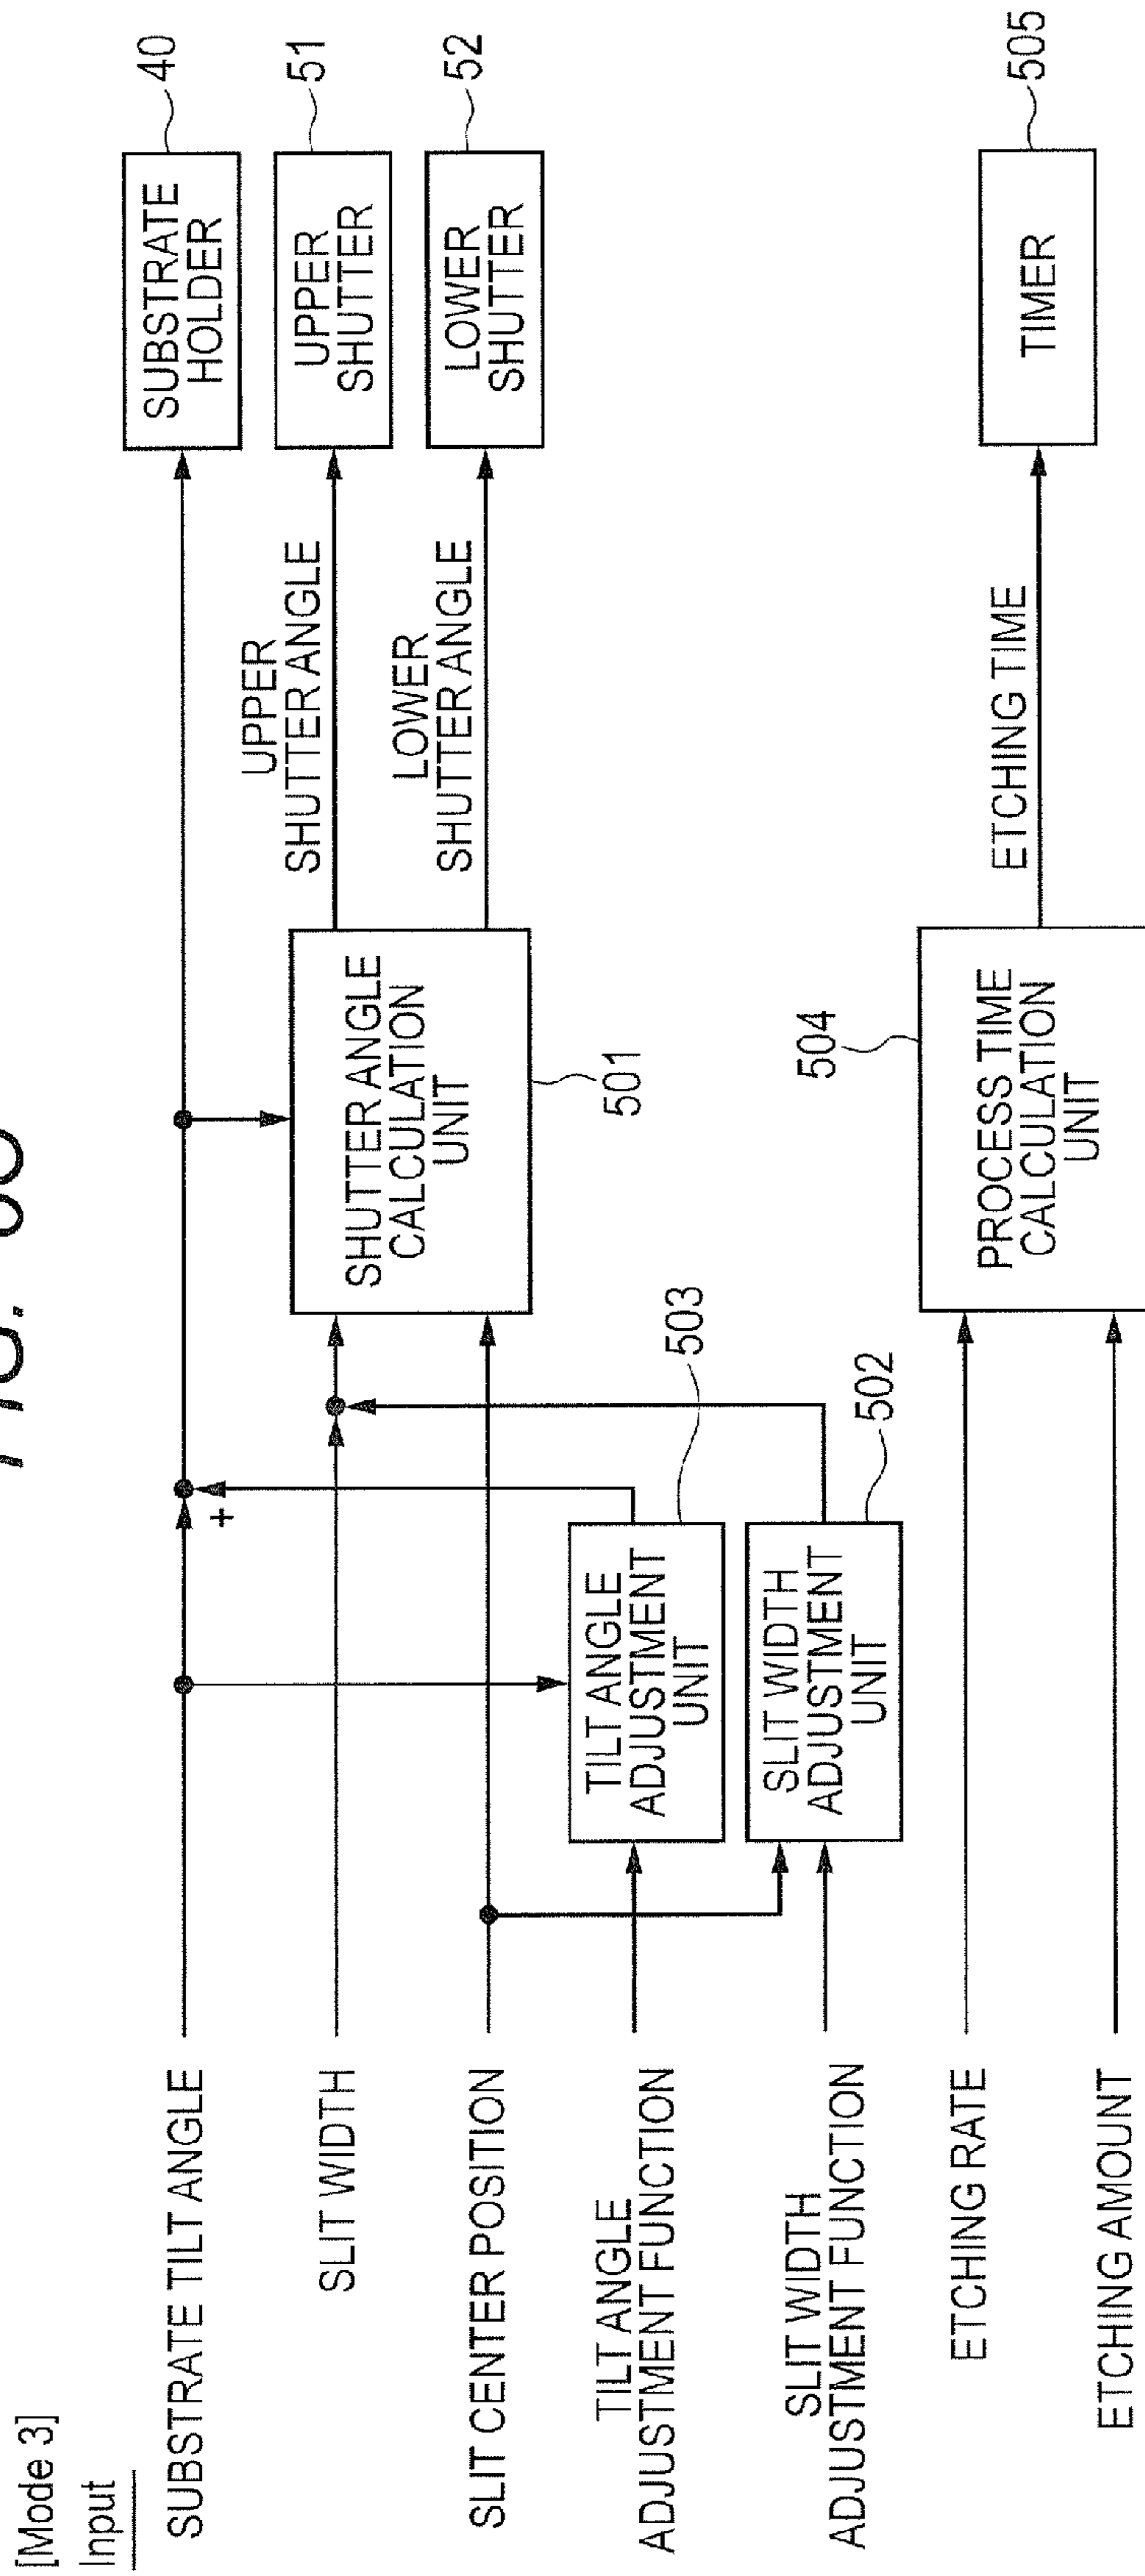 [Mode 3]
Input
SUBSTRATE TILT ANGLE
SLIT WIDTH
SLIT CENTER POSITION
TILT ANGLE
ADJUSTMENT FUNCTION
SLIT WIDTH
ADJUSTMENT FUNCTION
ETCHING RATE
ETCHING AMOUNT
+
TILT ANGLE
ADJUSTMENT
UNIT
503
SLIT WIDTH
ADJUSTMENT
UNIT
502
SHUTTER ANGLE
CALCULATION
UNIT
501
PROCESS TIME
CALCULATION
UNIT
504
UPPER
SHUTTER ANGLE
LOWER
SHUTTER ANGLE
ETCHING TIME
SUBSTRATE
HOLDER
40
UPPER
SHUTTER
51
LOWER
SHUTTER
52
TIMER
505